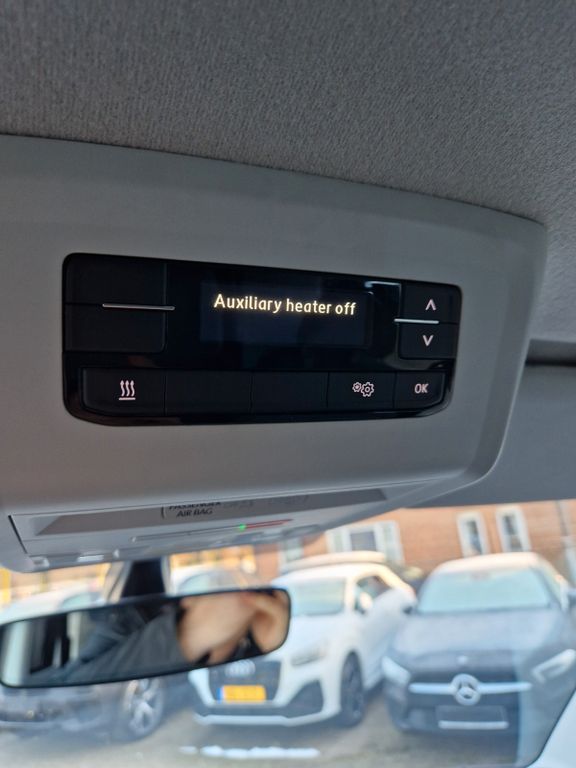 Auxiliary heater off
OK
PASSENGER
AIR BAG